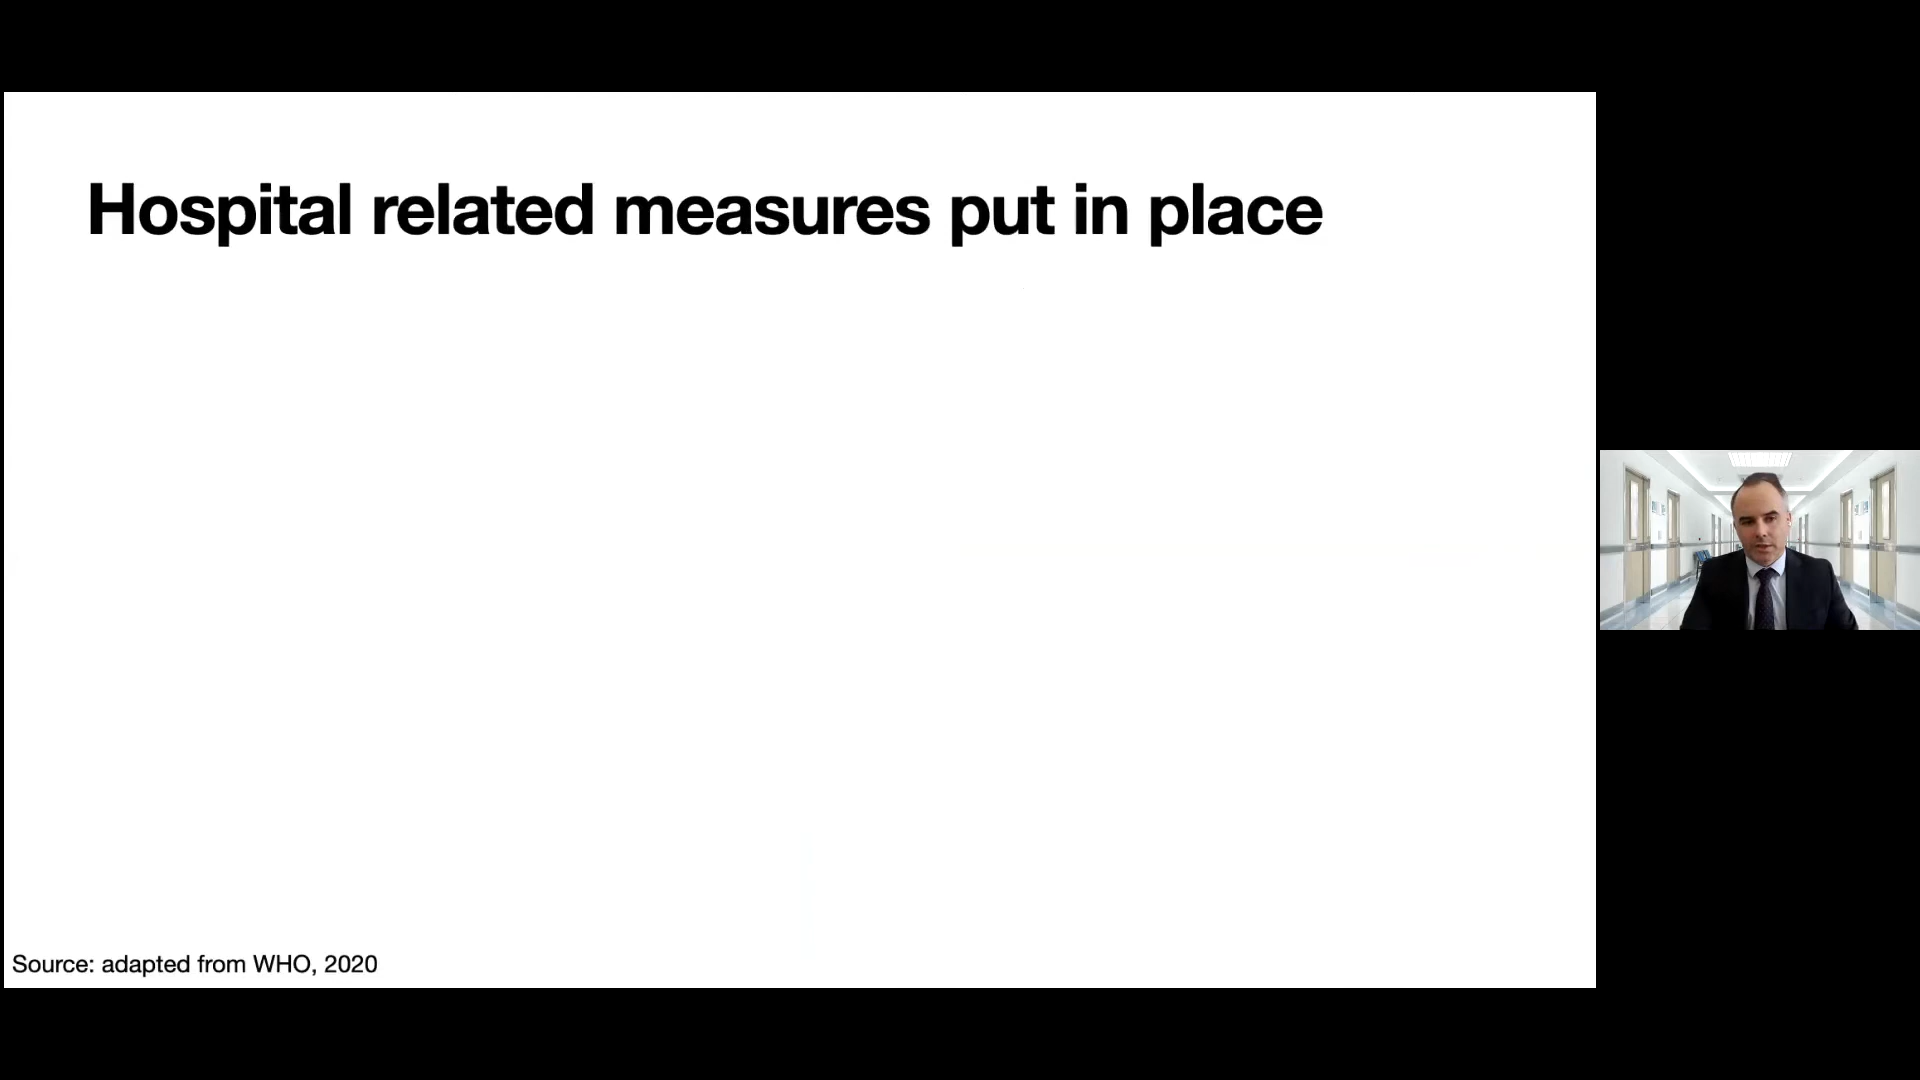 Hospital related measures put in place
Source: adapted from WHO, 2020